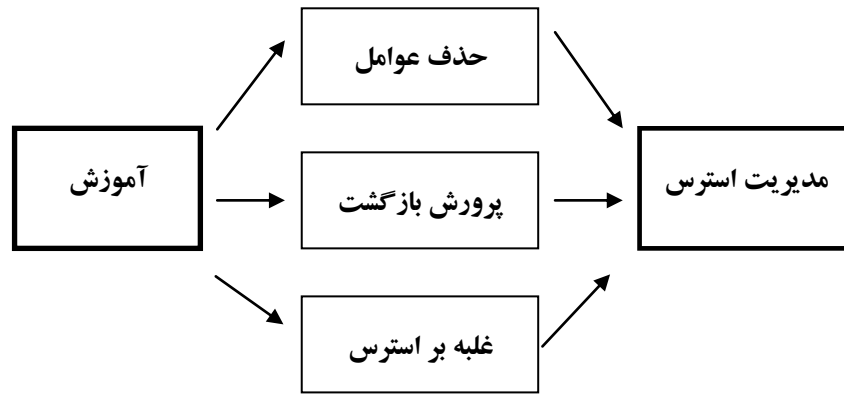 حذف عوامل
آموزش
پرورش بازگشت
مدیریت استرس
غلبه بر استرس